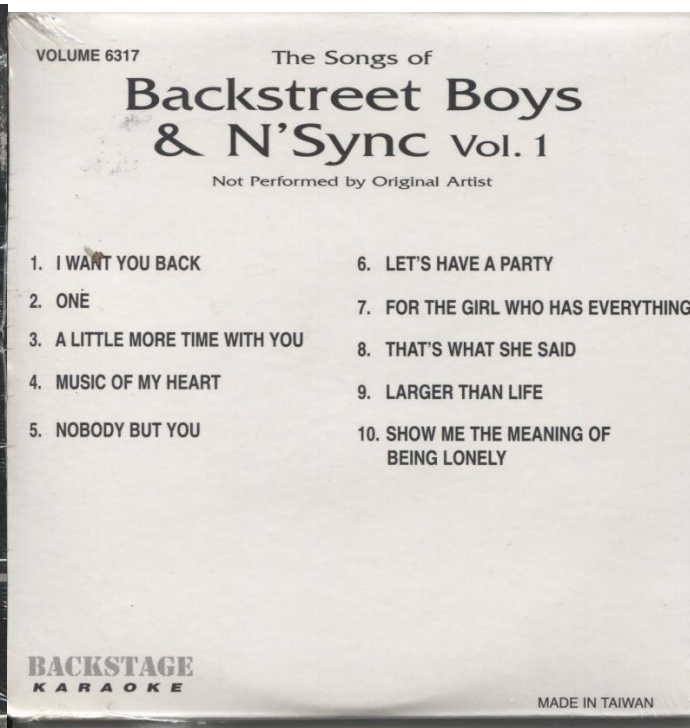 VOLUME 6317
The Songs of
Backstreet Boys
& N'Sync Vol. 1
Not Performed by Original Artist
1. I WANT YOU BACK
2. ONE
3. A LITTLE MORE TIME WITH YOU
4. MUSIC OF MY HEART
5. NOBODY BUT YOU
6. LET'S HAVE A PARTY
7. FOR THE GIRL WHO HAS EVERYTHING
8. THAT'S WHAT SHE SAID
9. LARGER THAN LIFE
10. SHOW ME THE MEANING OF
BEING LONELY
BACKSTAGE
KARAOKE
MADE IN TAIWAN